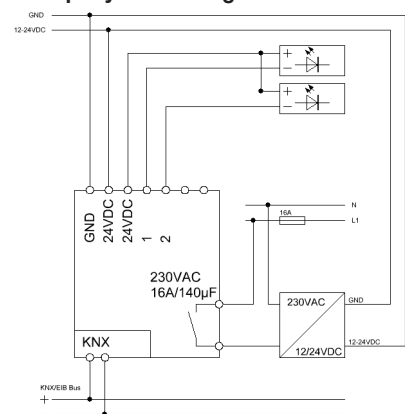 GND
12-24VDC
+
−
+
−
GND
24VDC
24VDC
1
2
N
16A
L1
230VAC
16A/140µF
230VAC
GND
KNX
12/24VDC
12-24VDC
KNX/EIB Bus
+